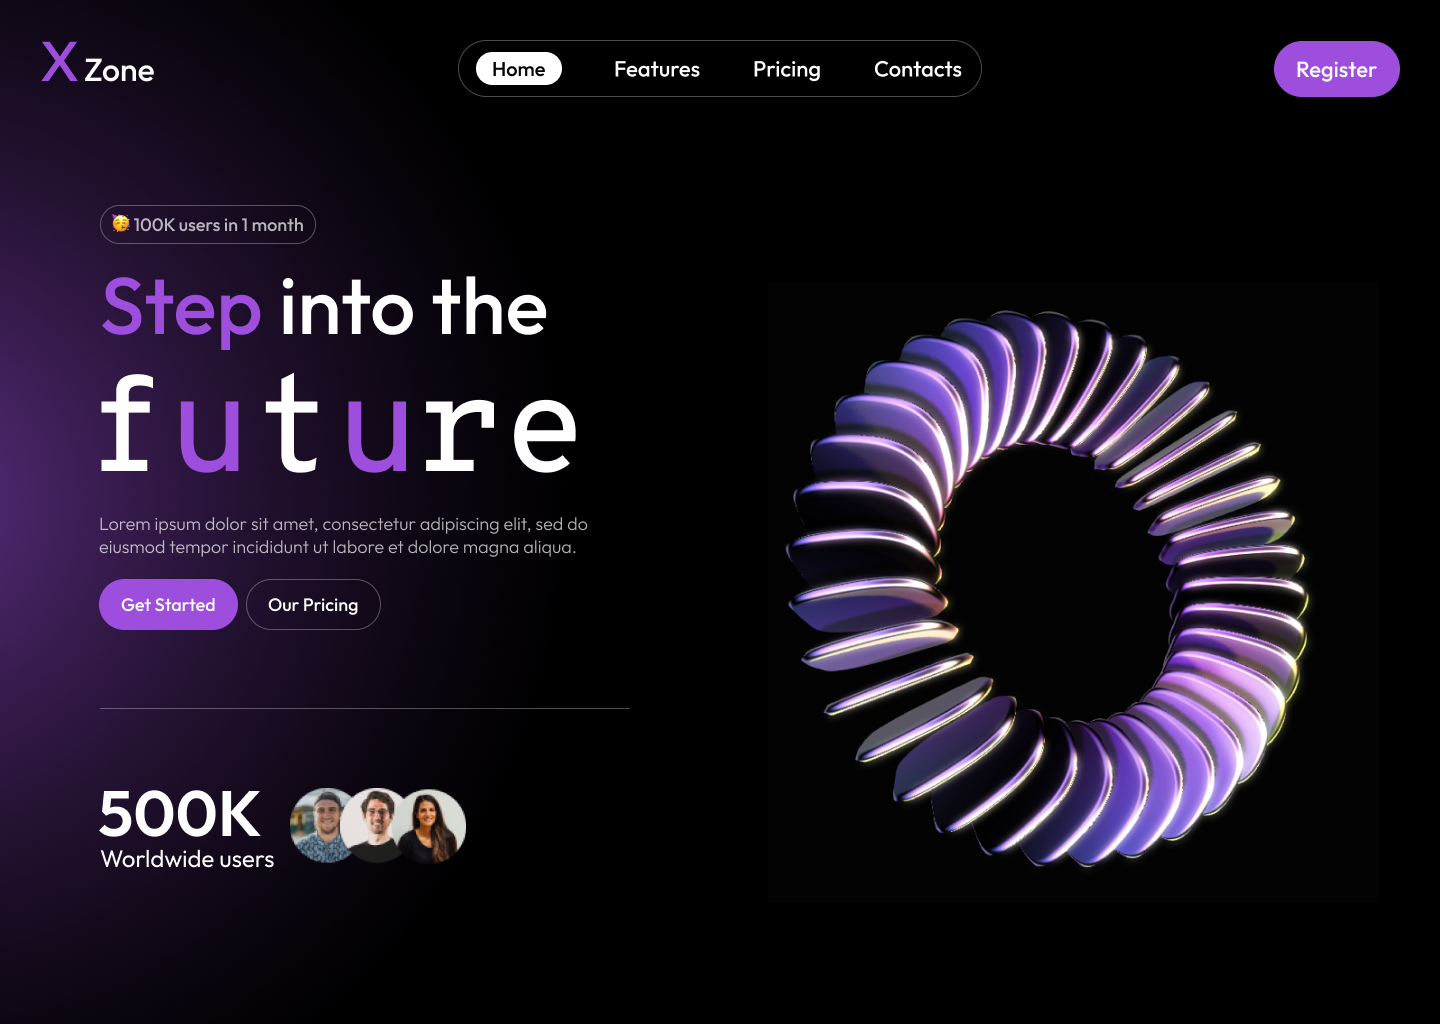 X Zone
Home Features Pricing Contacts
Register
🥳 100K users in 1 month
Step into the
future
Lorem ipsum dolor sit amet, consectetur adipiscing elit, sed do
eiusmod tempor incididunt ut labore et dolore magna aliqua.
Get Started Our Pricing
500K
Worldwide users